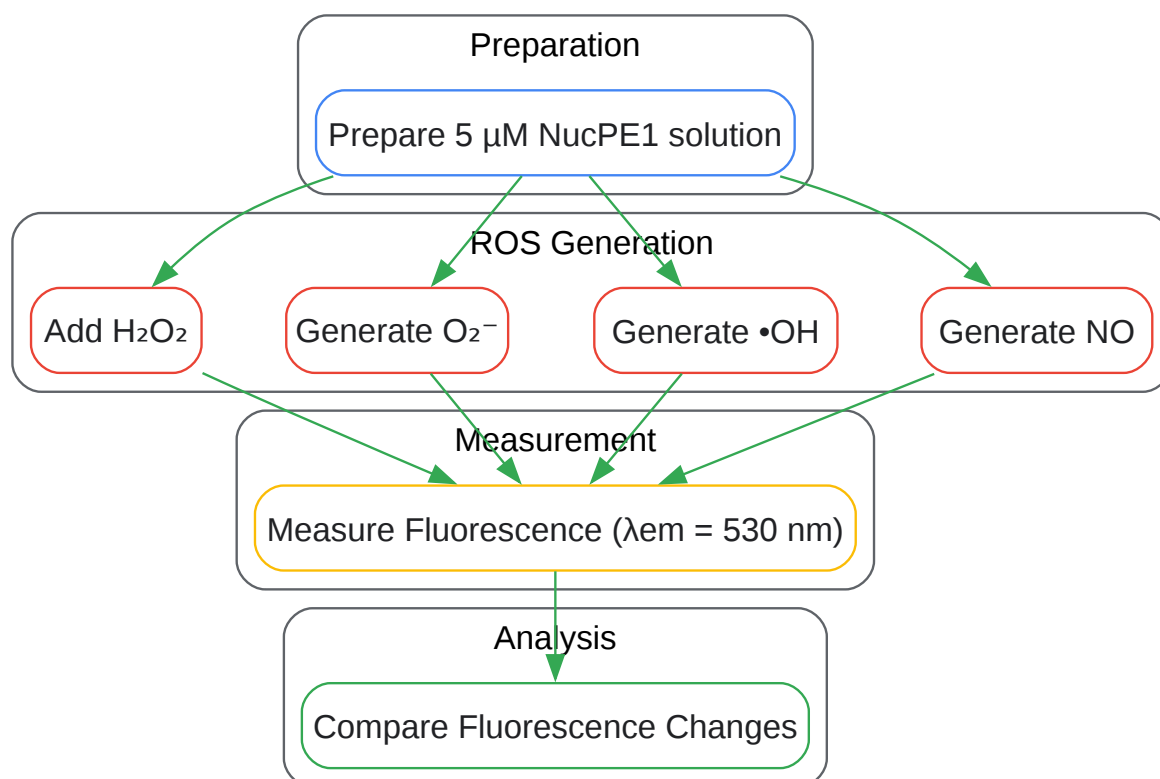 Preparation
Prepare 5 µM NucPE1 solution
ROS Generation
Add H₂O₂
Generate O₂⁻
Generate •OH
Generate NO
Measurement
Measure Fluorescence (λem = 530 nm)
Analysis
Compare Fluorescence Changes